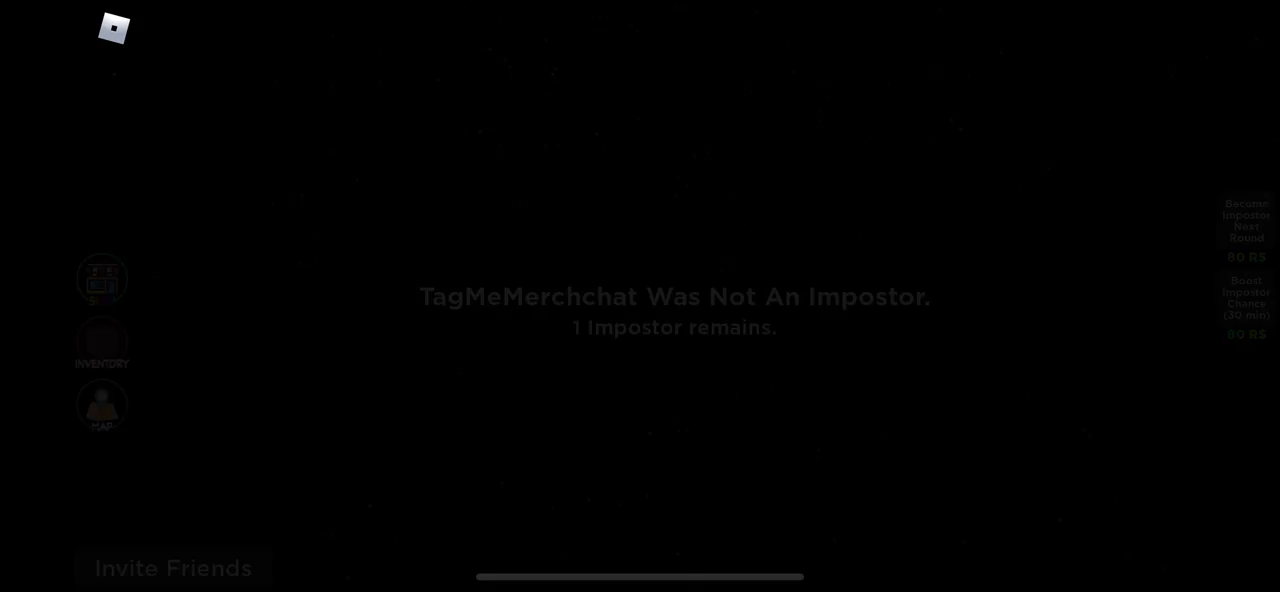 Become
Impostor
Next
Round
80 R$
TagMeMerchchat Was Not An Impostor.
1 Impostor remains.
Boost
Impostor
Chance
(30 min)
80 R$
INVENTORY
MAP
Invite Friends